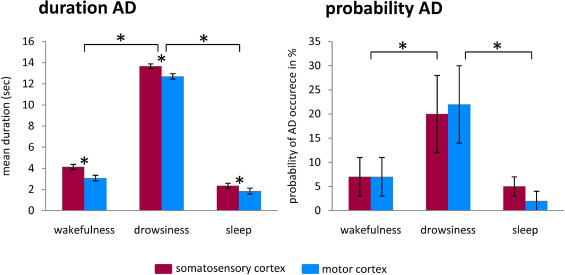 duration AD
probability AD
mean duration (sec)
16
14
12
10
8
6
4
2
0
*
*
*
*
*
wakefulness
drowsiness
sleep
probability of AD occurece in %
35
30
25
20
15
10
5
0
*
*
wakefulness
drowsiness
sleep
somatosensory cortex
motor cortex